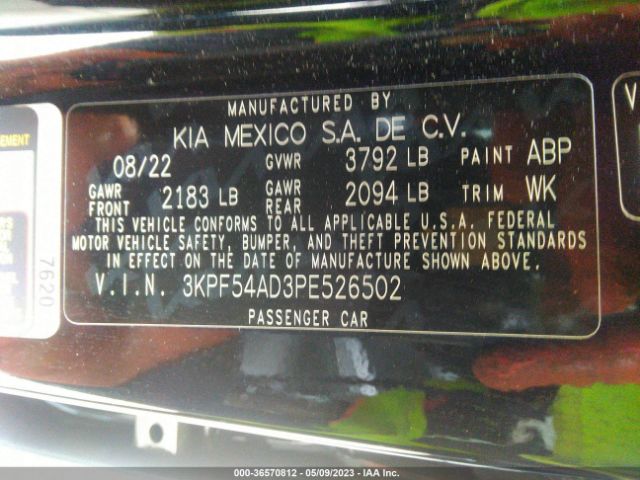 MANUFACTURED BY
KIA MEXICO S.A. DE C.V.
08/22 GVWR 3792 LB PAINT ABP
GAWR FRONT 2183 LB GAWR REAR 2094 LB TRIM WK
THIS VEHICLE CONFORMS TO ALL APPLICABLE U.S.A. FEDERAL
MOTOR VEHICLE SAFETY, BUMPER, AND THEFT PREVENTION STANDARDS
IN EFFECT ON THE DATE OF MANUFACTURE SHOWN ABOVE.
V.I.N. 3KPF54AD3PE526502
PASSENGER CAR
7620
V
000-36570812 - 05/09/2023 - IAA Inc.